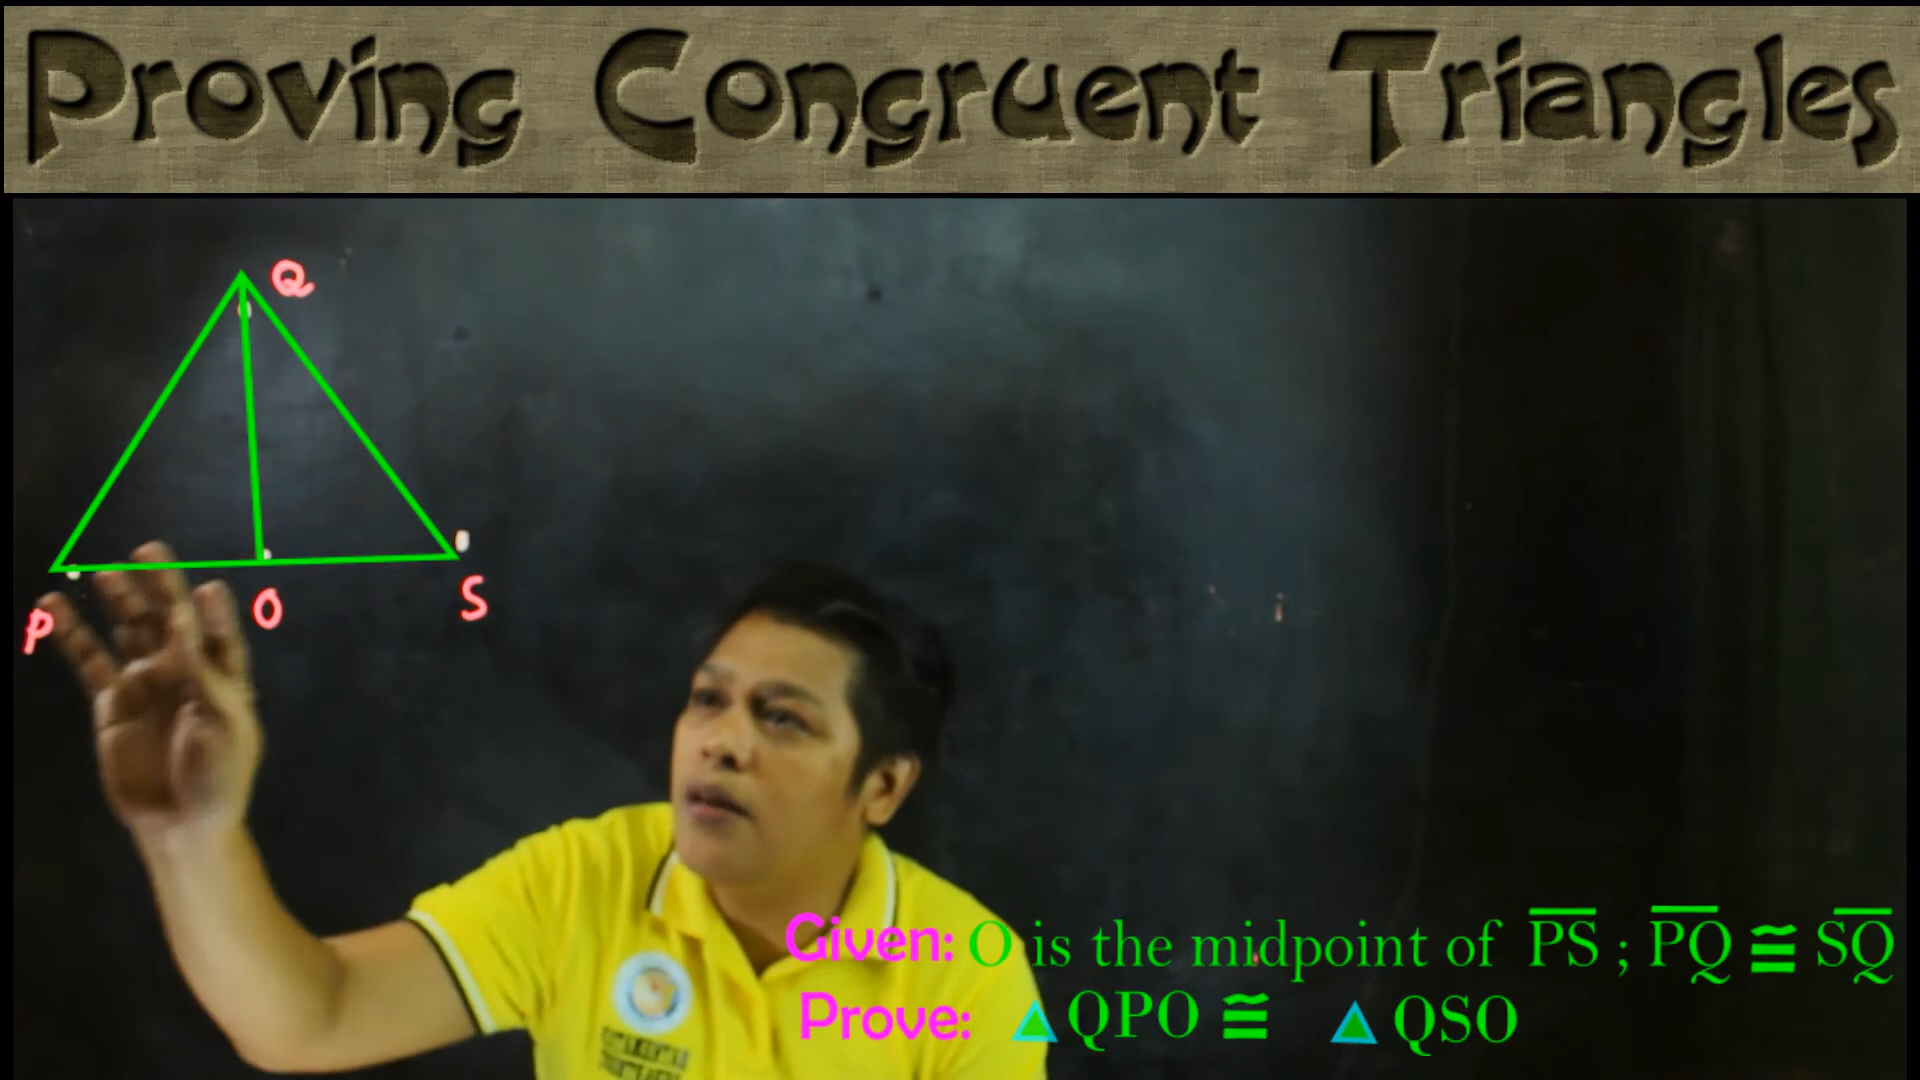 Proving Congruent Triangles
Q
P O S
Given: O is the midpoint of PS ; PQ ≅ SQ
Prove: ▲QPO ≅ ▲QSO